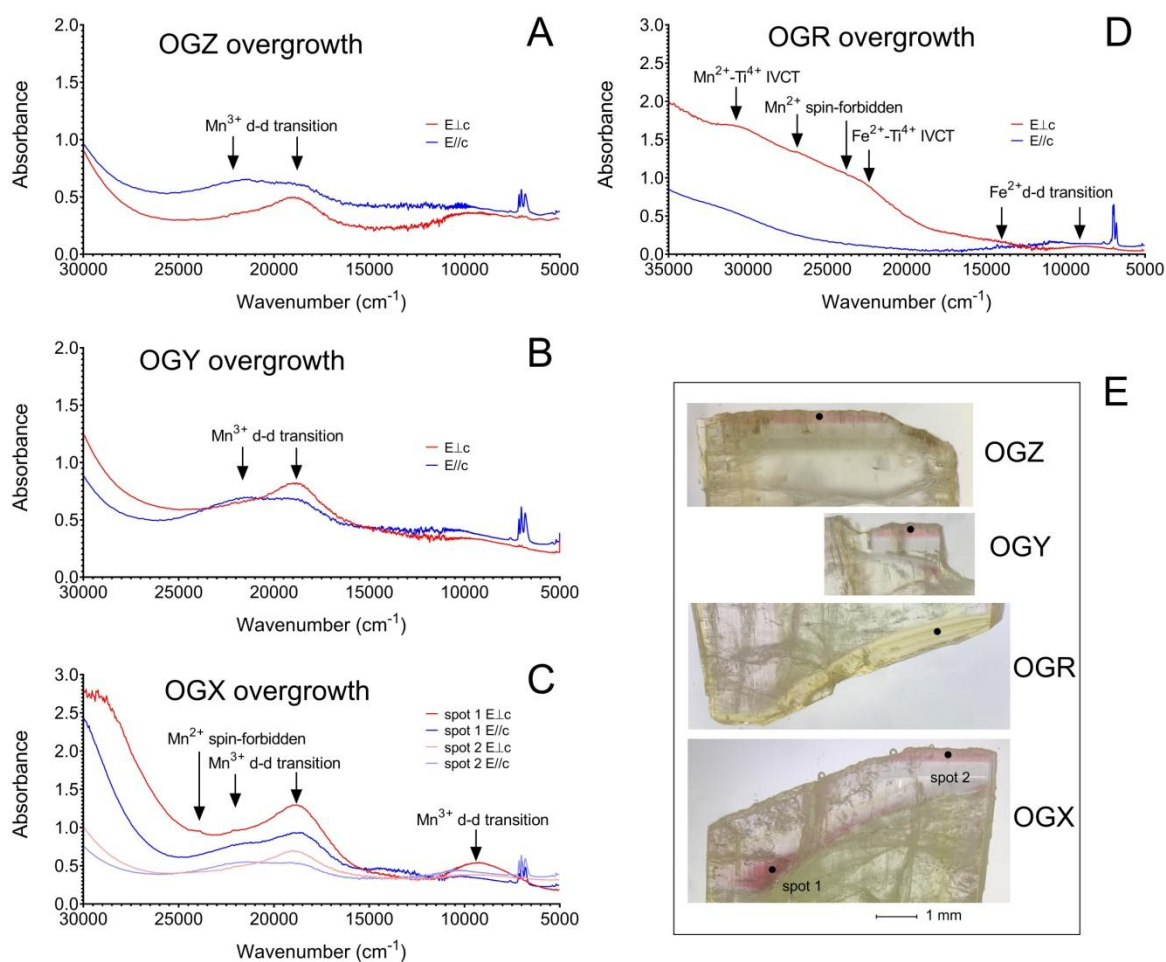 OGZ overgrowth
A
Absorbance
2.0
1.5
1.0
0.5
0.0
Mn³⁺ d-d transition
E⊥c
E//c
30000 25000 20000 15000 10000 5000
Wavenumber (cm⁻¹)
OGY overgrowth
B
Absorbance
2.0
1.5
1.0
0.5
0.0
Mn³⁺ d-d transition
E⊥c
E//c
30000 25000 20000 15000 10000 5000
Wavenumber (cm⁻¹)
OGX overgrowth
C
Absorbance
3.0
2.5
2.0
1.5
1.0
0.5
0.0
Mn²⁺ spin-forbidden
Mn³⁺ d-d transition
spot 1 E⊥c
spot 1 E//c
spot 2 E⊥c
spot 2 E//c
Mn³⁺ d-d transition
30000 25000 20000 15000 10000 5000
Wavenumber (cm⁻¹)
OGR overgrowth
D
Absorbance
3.0
2.5
2.0
1.5
1.0
0.5
0.0
Mn²⁺-Ti⁴⁺ IVCT
Mn²⁺ spin-forbidden
Fe²⁺-Ti⁴⁺ IVCT
E⊥c
E//c
Fe²⁺d-d transition
35000 30000 25000 20000 15000 10000 5000
Wavenumber (cm⁻¹)
E
OGZ
OGY
OGR
OGX
spot 2
spot 1
1 mm